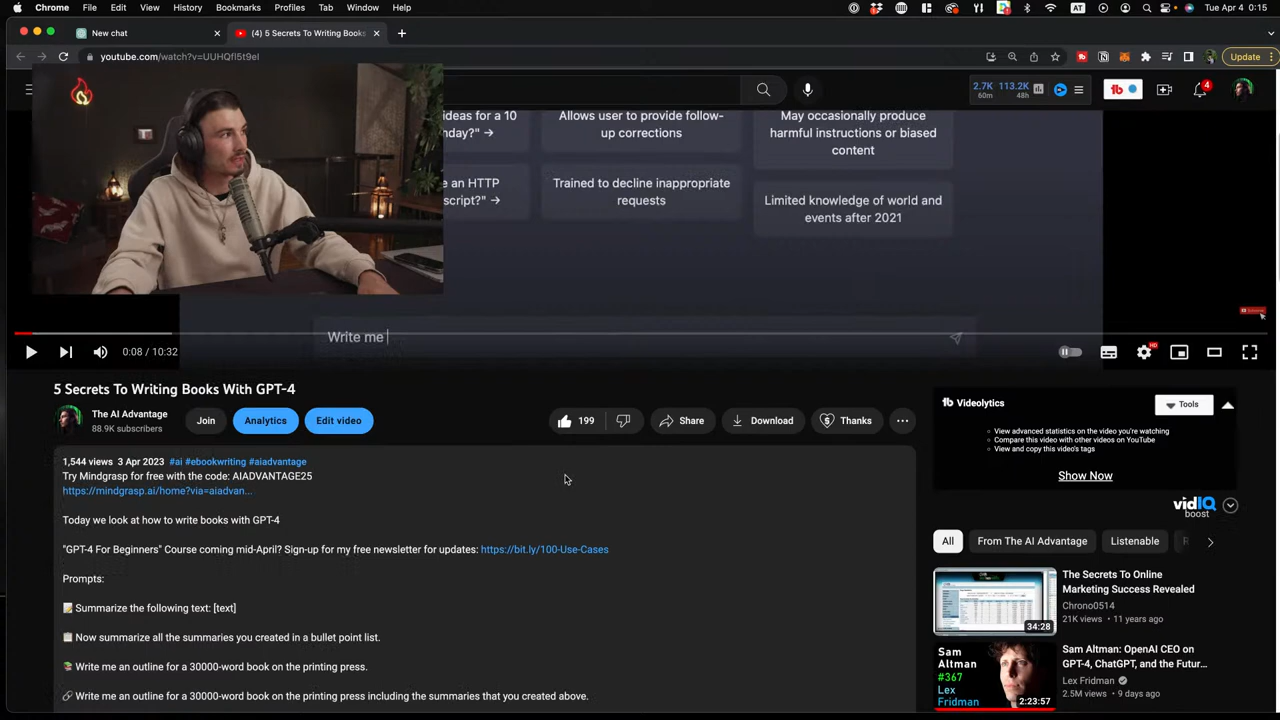 Chrome File Edit View History Bookmarks Profiles Tab Window Help
AT
Tue Apr 4 0:15
New chat
(4) 5 Secrets To Writing Books
youtube.com/watch?v=UUHQfl5t9eI
Update
2.7K 113.2K
60m 48h
4
ideas for a 10
day?" →
Allows user to provide follow-
up corrections
May occasionally produce
harmful instructions or biased
content
e an HTTP
script?" →
Trained to decline inappropriate
requests
Limited knowledge of world and
events after 2021
Write me
0:08 / 10:32
HD
5 Secrets To Writing Books With GPT-4
The AI Advantage
88.9K subscribers
Join
Analytics
Edit video
199
Share
Download
Thanks
1,544 views 3 Apr 2023 #ai #ebookwriting #aiadvantage
Try Mindgrasp for free with the code: AIADVANTAGE25
https://mindgrasp.ai/home?via=aiadvan...
Today we look at how to write books with GPT-4
"GPT-4 For Beginners" Course coming mid-April? Sign-up for my free newsletter for updates: https://bit.ly/100-Use-Cases
Prompts:
Summarize the following text: [text]
Now summarize all the summaries you created in a bullet point list.
Write me an outline for a 30000-word book on the printing press.
Write me an outline for a 30000-word book on the printing press including the summaries that you created above.
Videolytics
Tools
View advanced statistics on the video you're watching
Compare this video with other videos on YouTube
View and copy this video's tags
Show Now
vidIQ
boost
All
From The AI Advantage
Listenable
The Secrets To Online
Marketing Success Revealed
Chrono0514
21K views • 11 years ago
34:28
Sam Altman: OpenAI CEO on
GPT-4, ChatGPT, and the Futur...
Lex Fridman
2.5M views • 9 days ago
Sam
Altman
#367
Lex
Fridman
2:23:57